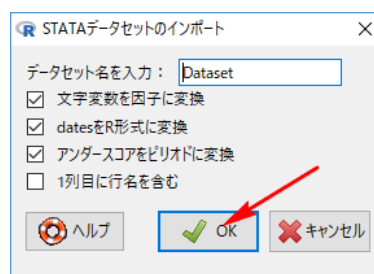 STATAデータセットのインポート
データセット名を入力： Dataset
文字変数を因子に変換
datesをR形式に変換
アンダースコアをピリオドに変換
1列目に行名を含む
ヘルプ OK キャンセル